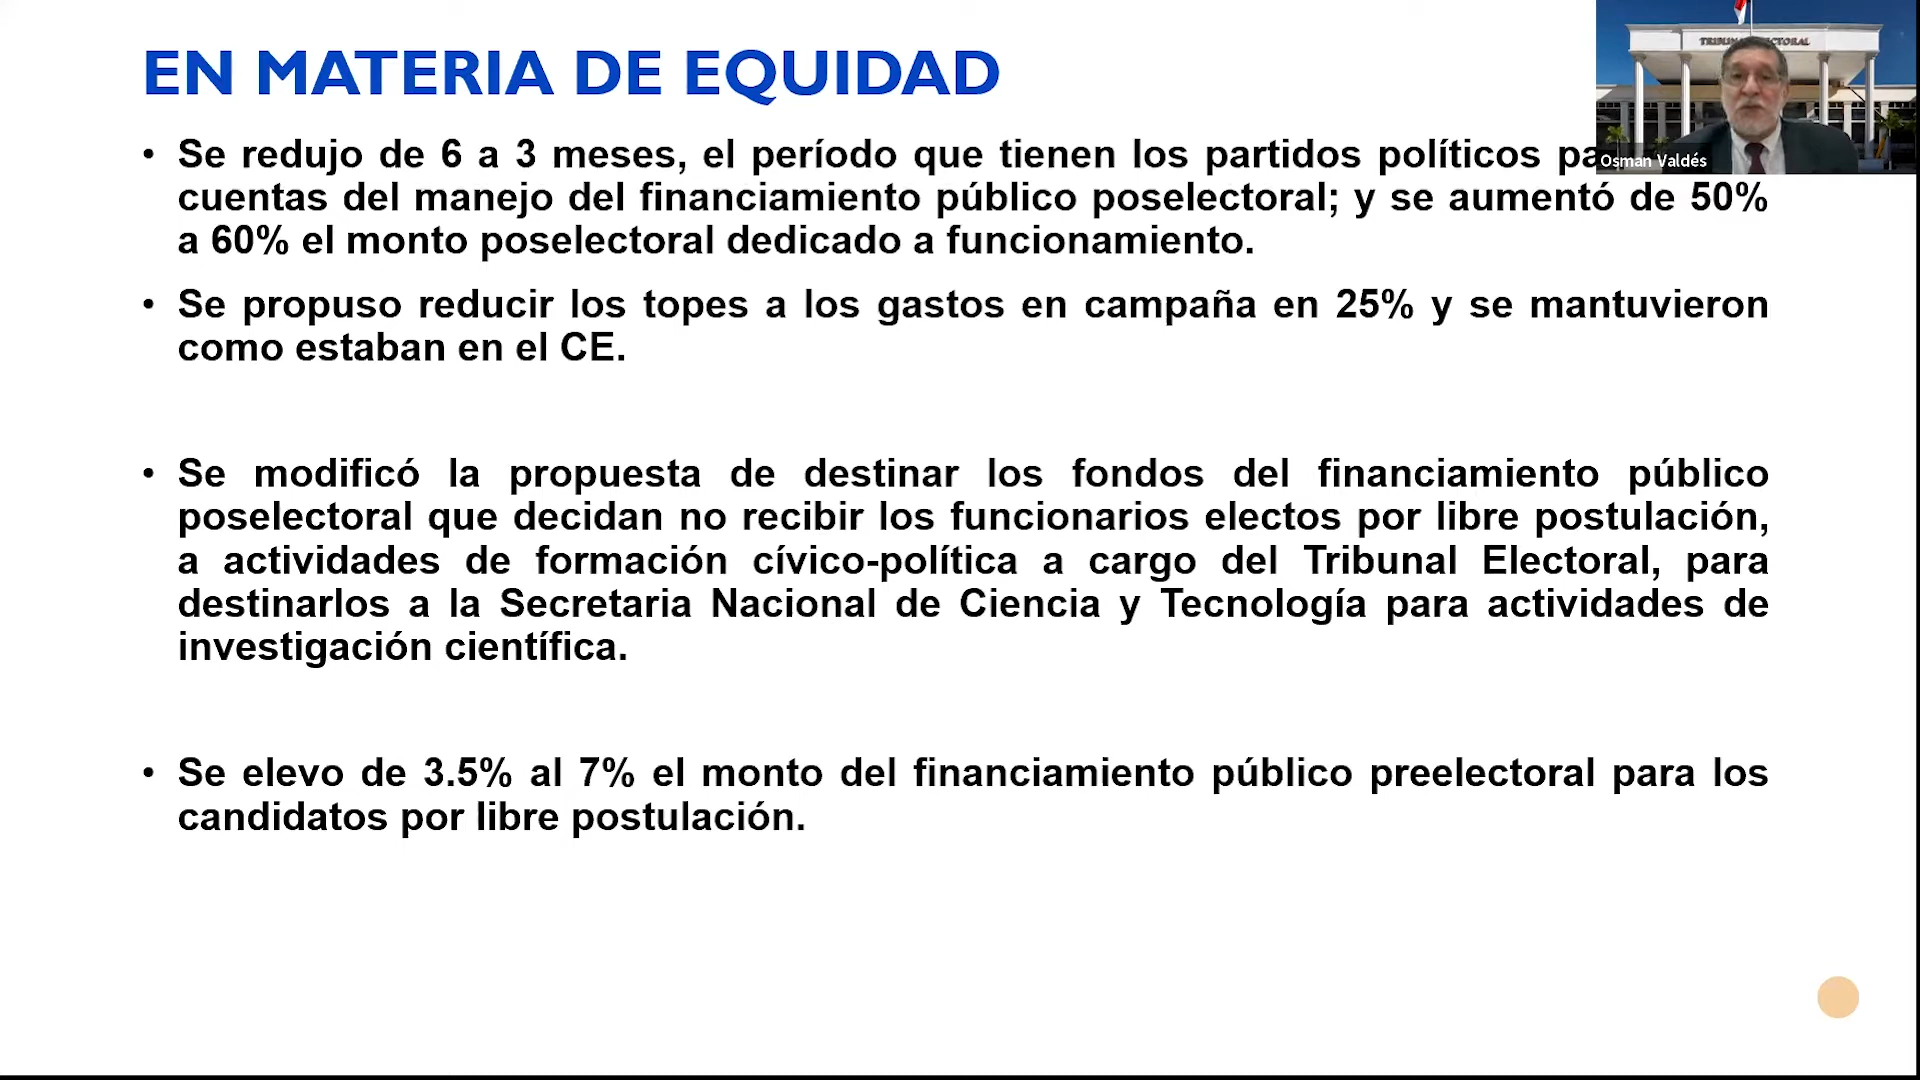 EN MATERIA DE EQUIDAD
TRIBUNAL ELECTORAL
• Se redujo de 6 a 3 meses, el período que tienen los partidos políticos
Osman Valdés
cuentas del manejo del financiamiento público poselectoral; y se aumentó de 50%
a 60% el monto poselectoral dedicado a funcionamiento.
• Se propuso reducir los topes a los gastos en campaña en 25% y se mantuvieron
como estaban en el CE.
• Se modificó la propuesta de destinar los fondos del financiamiento público
poselectoral que decidan no recibir los funcionarios electos por libre postulación,
a actividades de formación cívico-política a cargo del Tribunal Electoral, para
destinarlos a la Secretaria Nacional de Ciencia y Tecnología para actividades de
investigación científica.
• Se elevo de 3.5% al 7% el monto del financiamiento público preelectoral para los
candidatos por libre postulación.